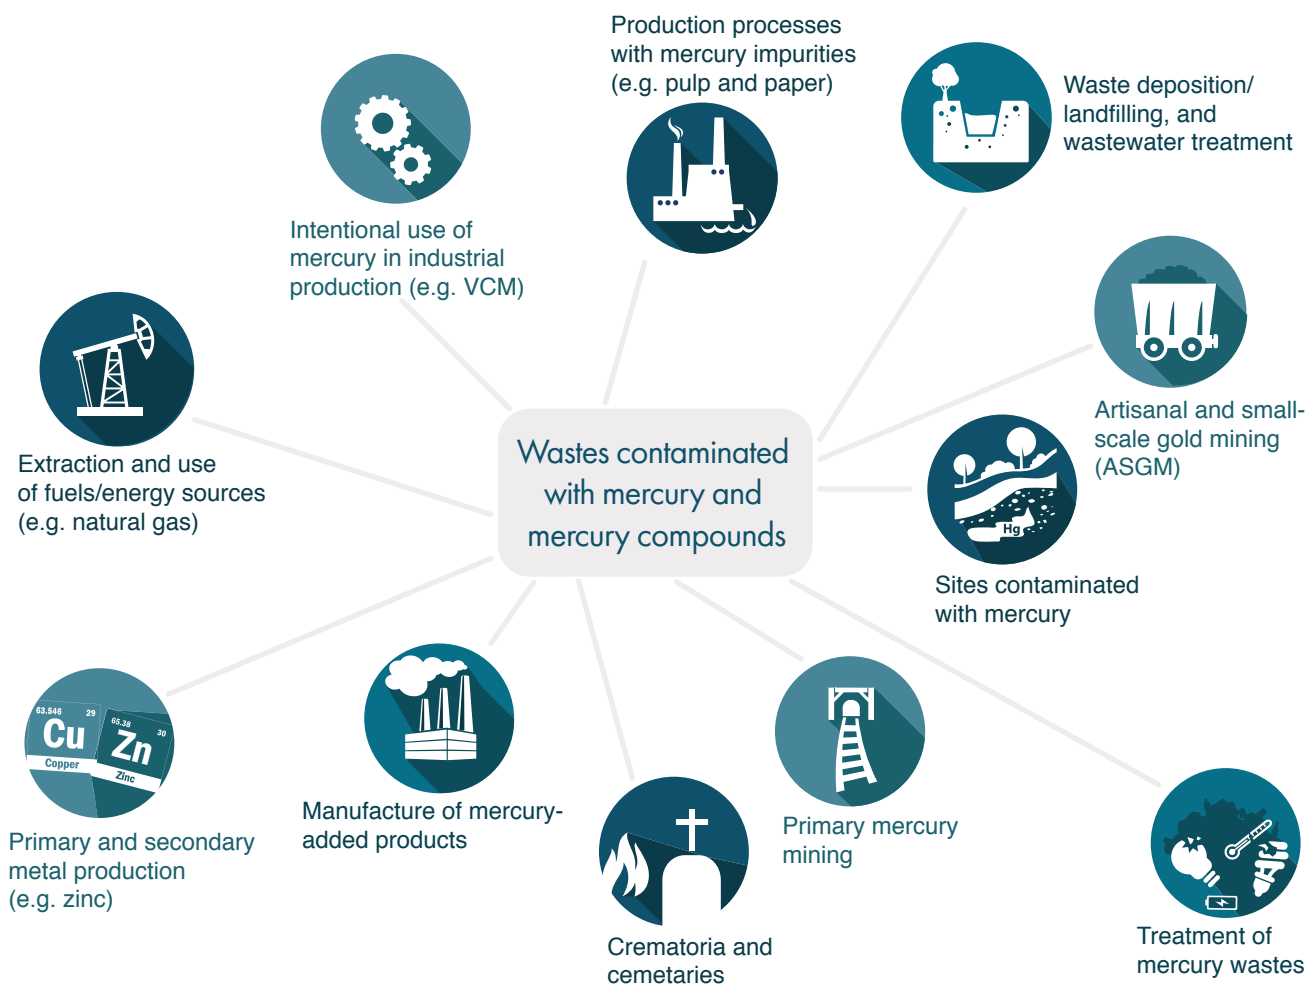 Production processes
with mercury impurities
(e.g. pulp and paper)
Waste deposition/
landfilling, and
wastewater treatment
Intentional use of
mercury in industrial
production (e.g. VCM)
Artisanal and small-
scale gold mining
(ASGM)
Extraction and use
of fuels/energy sources
(e.g. natural gas)
Wastes contaminated
with mercury and
mercury compounds
Hg
Sites contaminated
with mercury
63.546 29
Cu
Copper
65.38 30
Zn
Zinc
Primary and secondary
metal production
(e.g. zinc)
Manufacture of mercury-
added products
Crematoria and
cemetaries
Primary mercury
mining
Treatment of
mercury wastes